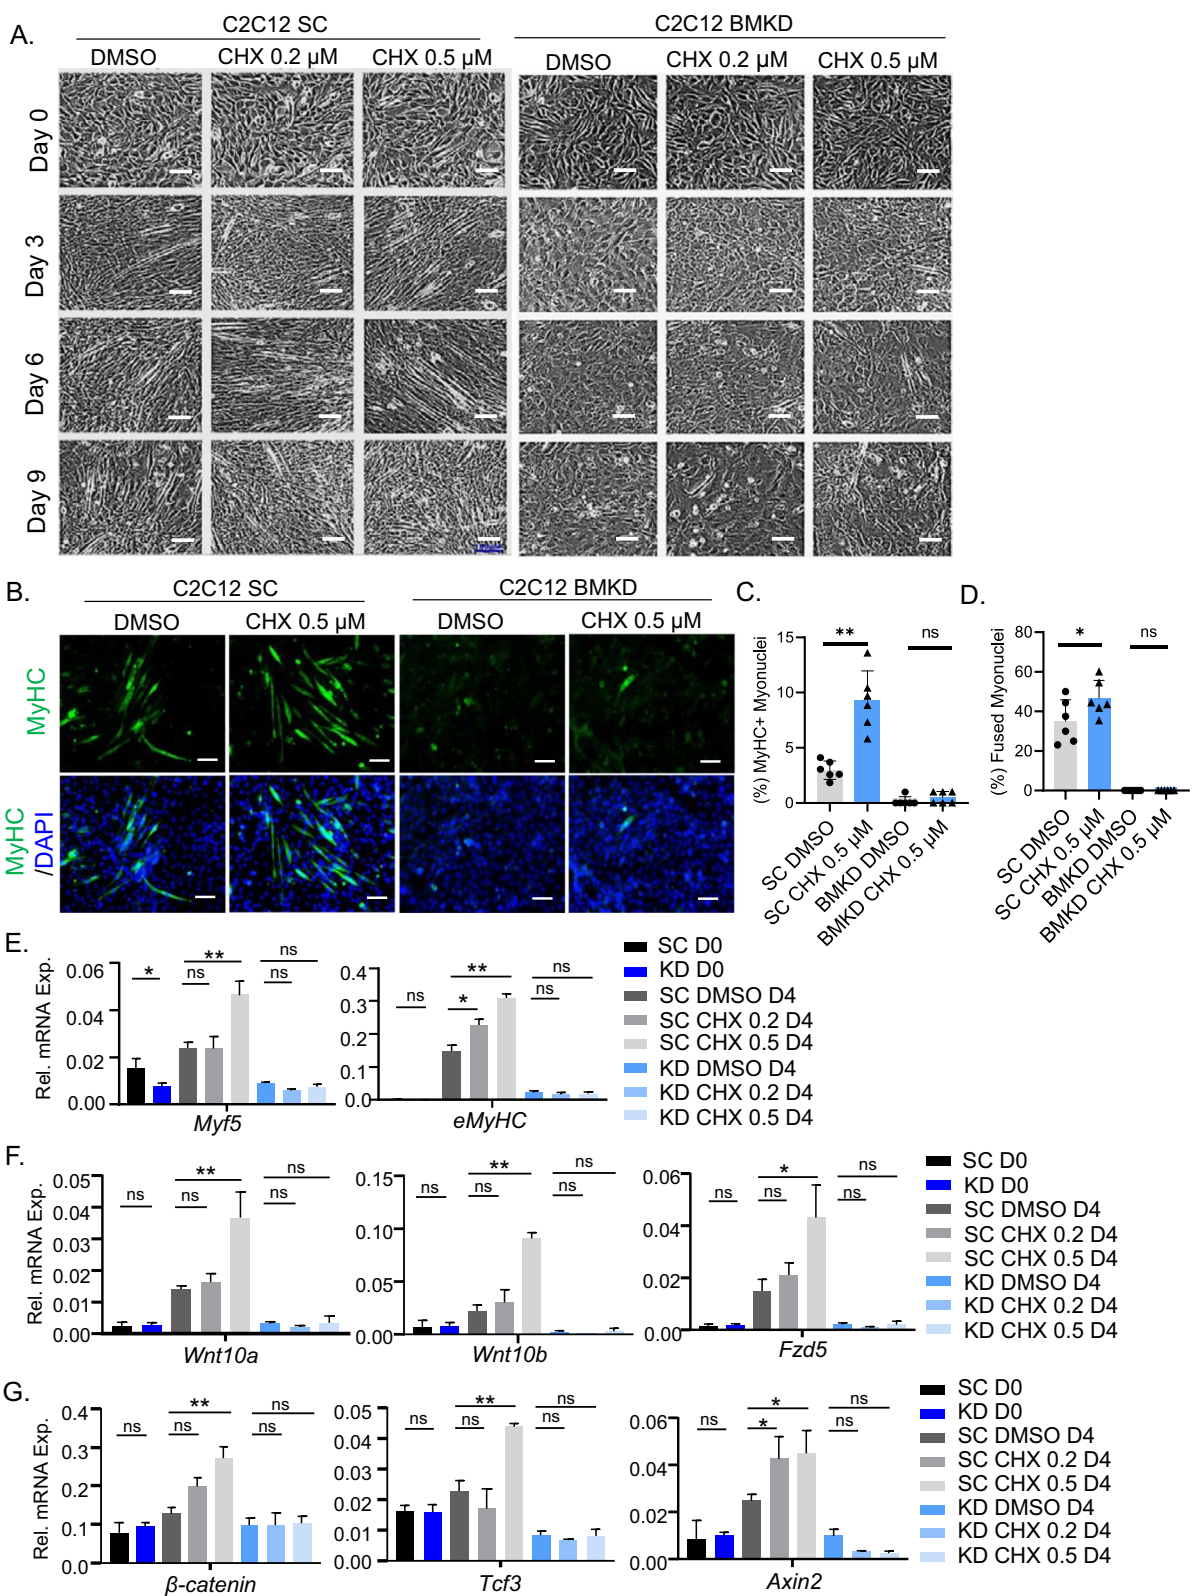 A.
C2C12 SC
C2C12 BMKD
DMSO
CHX 0.2 μM
CHX 0.5 μM
DMSO
CHX 0.2 μM
CHX 0.5 μM
Day 0
Day 3
Day 6
Day 9
B.
C2C12 SC
C2C12 BMKD
DMSO
CHX 0.5 μM
DMSO
CHX 0.5 μM
MyHC
MyHC
/DAPI
C.
(%) MyHC+ Myonuclei
15
10
5
0
**
ns
SC DMSO
SC CHX 0.5 μM
BMKD DMSO
BMKD CHX 0.5 μM
D.
(%) Fused Myonuclei
80
60
40
20
0
*
ns
SC DMSO
SC CHX 0.5 μM
BMKD DMSO
BMKD CHX 0.5 μM
E.
Rel. mRNA Exp.
0.06
0.04
0.02
0.00
*
ns
**
ns
ns
Myf5
0.4
0.3
0.2
0.1
0.0
ns
*
**
ns
ns
eMyHC
SC D0
KD D0
SC DMSO D4
SC CHX 0.2 D4
SC CHX 0.5 D4
KD DMSO D4
KD CHX 0.2 D4
KD CHX 0.5 D4
F.
Rel. mRNA Exp.
0.05
0.04
0.03
0.02
0.01
0.00
ns
ns
**
ns
ns
Wnt10a
0.15
0.10
0.05
0.00
ns
ns
**
ns
ns
Wnt10b
0.06
0.04
0.02
0.00
ns
ns
*
ns
ns
Fzd5
SC D0
KD D0
SC DMSO D4
SC CHX 0.2 D4
SC CHX 0.5 D4
KD DMSO D4
KD CHX 0.2 D4
KD CHX 0.5 D4
G.
Rel. mRNA Exp.
0.4
0.3
0.2
0.1
0.0
ns
ns
**
ns
ns
β-catenin
0.05
0.04
0.03
0.02
0.01
0.00
ns
ns
**
ns
ns
Tcf3
0.06
0.04
0.02
0.00
ns
*
*
ns
ns
Axin2
SC D0
KD D0
SC DMSO D4
SC CHX 0.2 D4
SC CHX 0.5 D4
KD DMSO D4
KD CHX 0.2 D4
KD CHX 0.5 D4